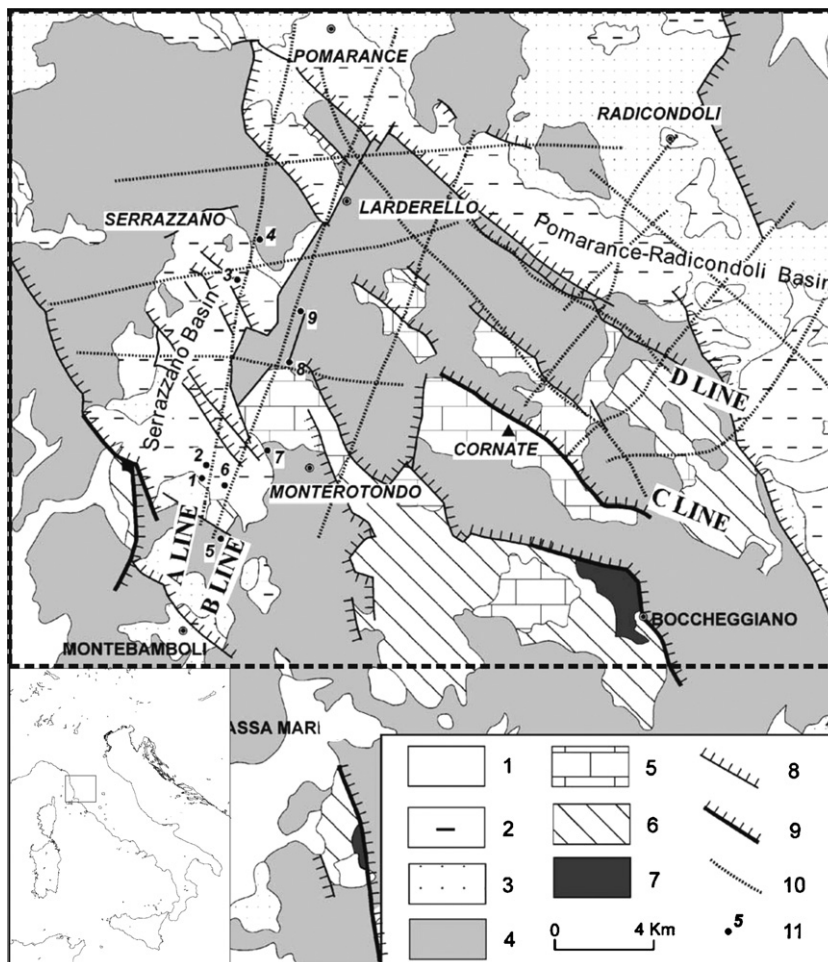 POMARANCE
RADICONDOLI
SERRAZZANO
LARDERELLO
4
Pomarance-Radicondoli Basin
3
Serrazzano Basin
9
8
D LINE
CORNATE
2
7
1
6
MONTEROTONDO
C LINE
A LINE
B LINE
5
BOCCHEGGIANO
MONTEBAMBOLI
ASSA MARI
1
5
8
2
6
9
3
7
10
4
0 4 Km
5
11